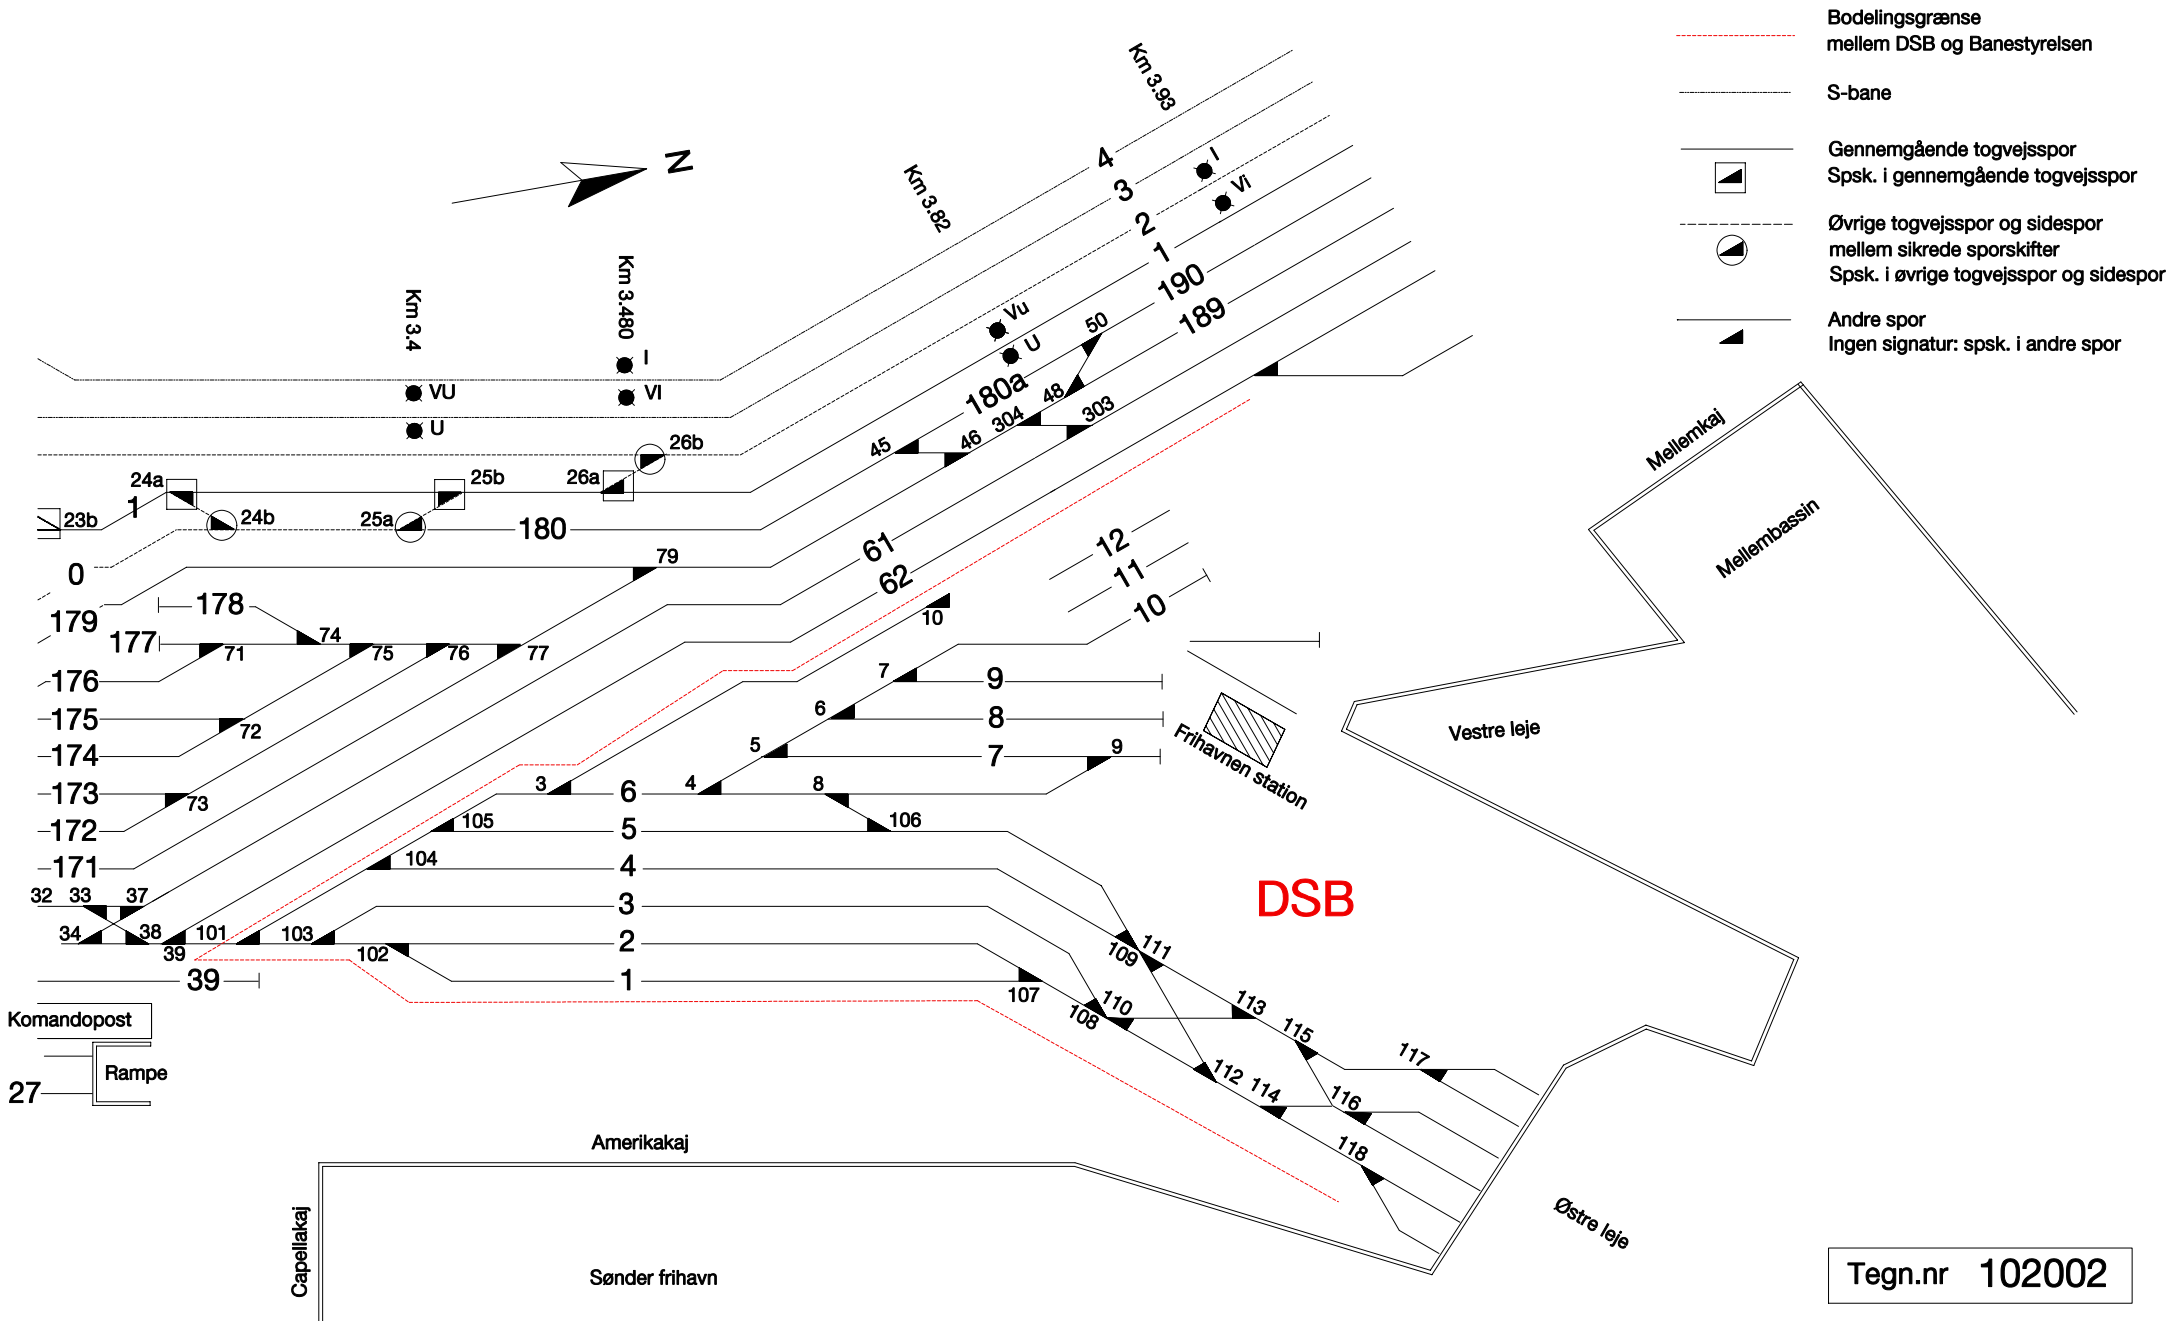 Bodelingsgrænse
mellem DSB og Banestyrelsen
S-bane
Gennemgående togvejsspor
Spsk. i gennemgående togvejsspor
Øvrige togvejsspor og sidespor
mellem sikrede sporskifter
Spsk. i øvrige togvejsspor og sidespor
Andre spor
Ingen signatur: spsk. i andre spor
Km 3.93
Km 3.82
Km 3.480
Km 3.4
N
4
3
2
1
190
189
I
Vi
Vu
U
50
180a
48
304
303
45
46
I
VI
VU
U
26b
26a
25b
24a
1
23b
24b
25a
180
0
79
61
62
12
11
10
10
179
178
177
74
71
75
76
77
176
175
72
174
173
73
172
171
7
9
6
8
5
7
9
3
6
4
8
105
5
106
104
4
32
33
37
3
34
38
39
101
103
102
2
39
1
107
109
111
110
108
113
115
117
112
114
116
118
Komandopost
Rampe
27
Frihavnen station
Mellemkaj
Mellembassin
Vestre leje
DSB
Østre leje
Amerikakaj
Capellakaj
Sønder frihavn
Tegn.nr 102002